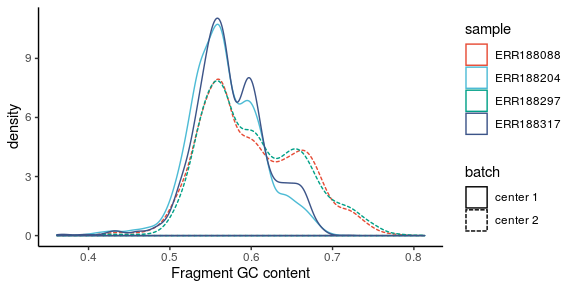 density
9
6
3
0
0.4 0.5 0.6 0.7 0.8
Fragment GC content
sample
ERR188088
ERR188204
ERR188297
ERR188317
batch
center 1
center 2